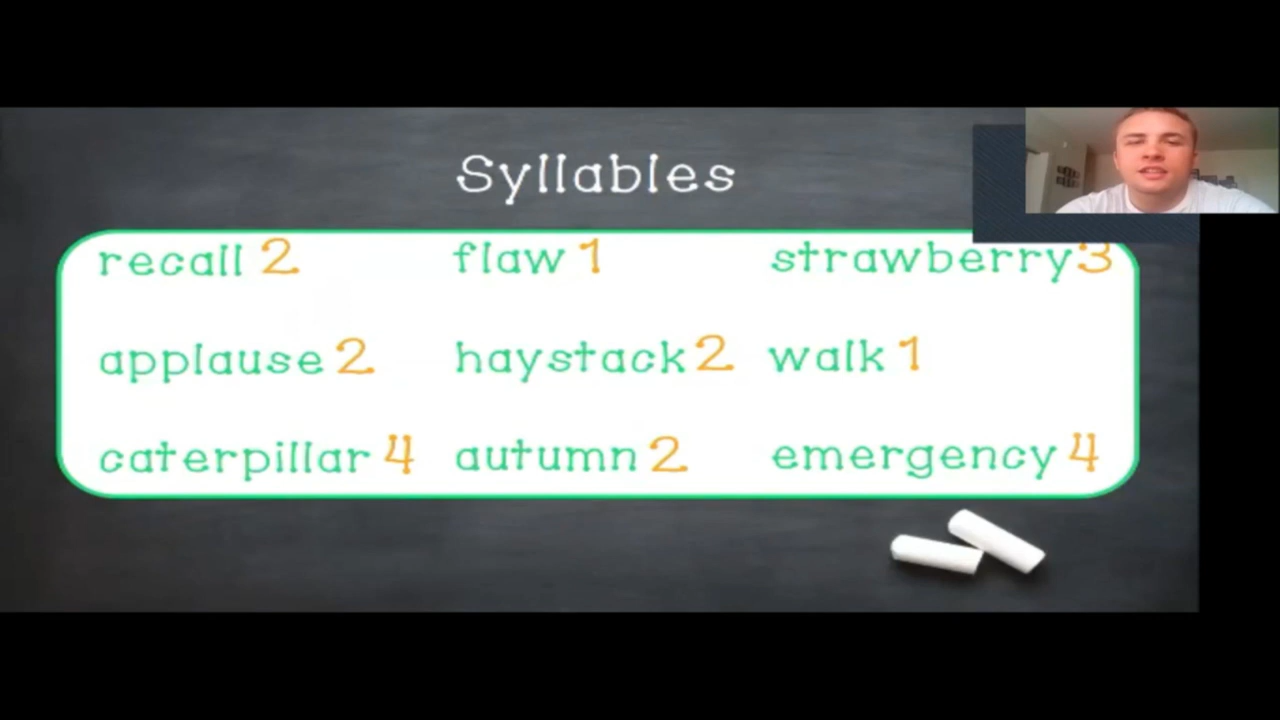 Syllables
recall 2 flaw 1 strawberry 3
applause 2 haystack 2 walk 1
caterpillar 4 autumn 2 emergency 4